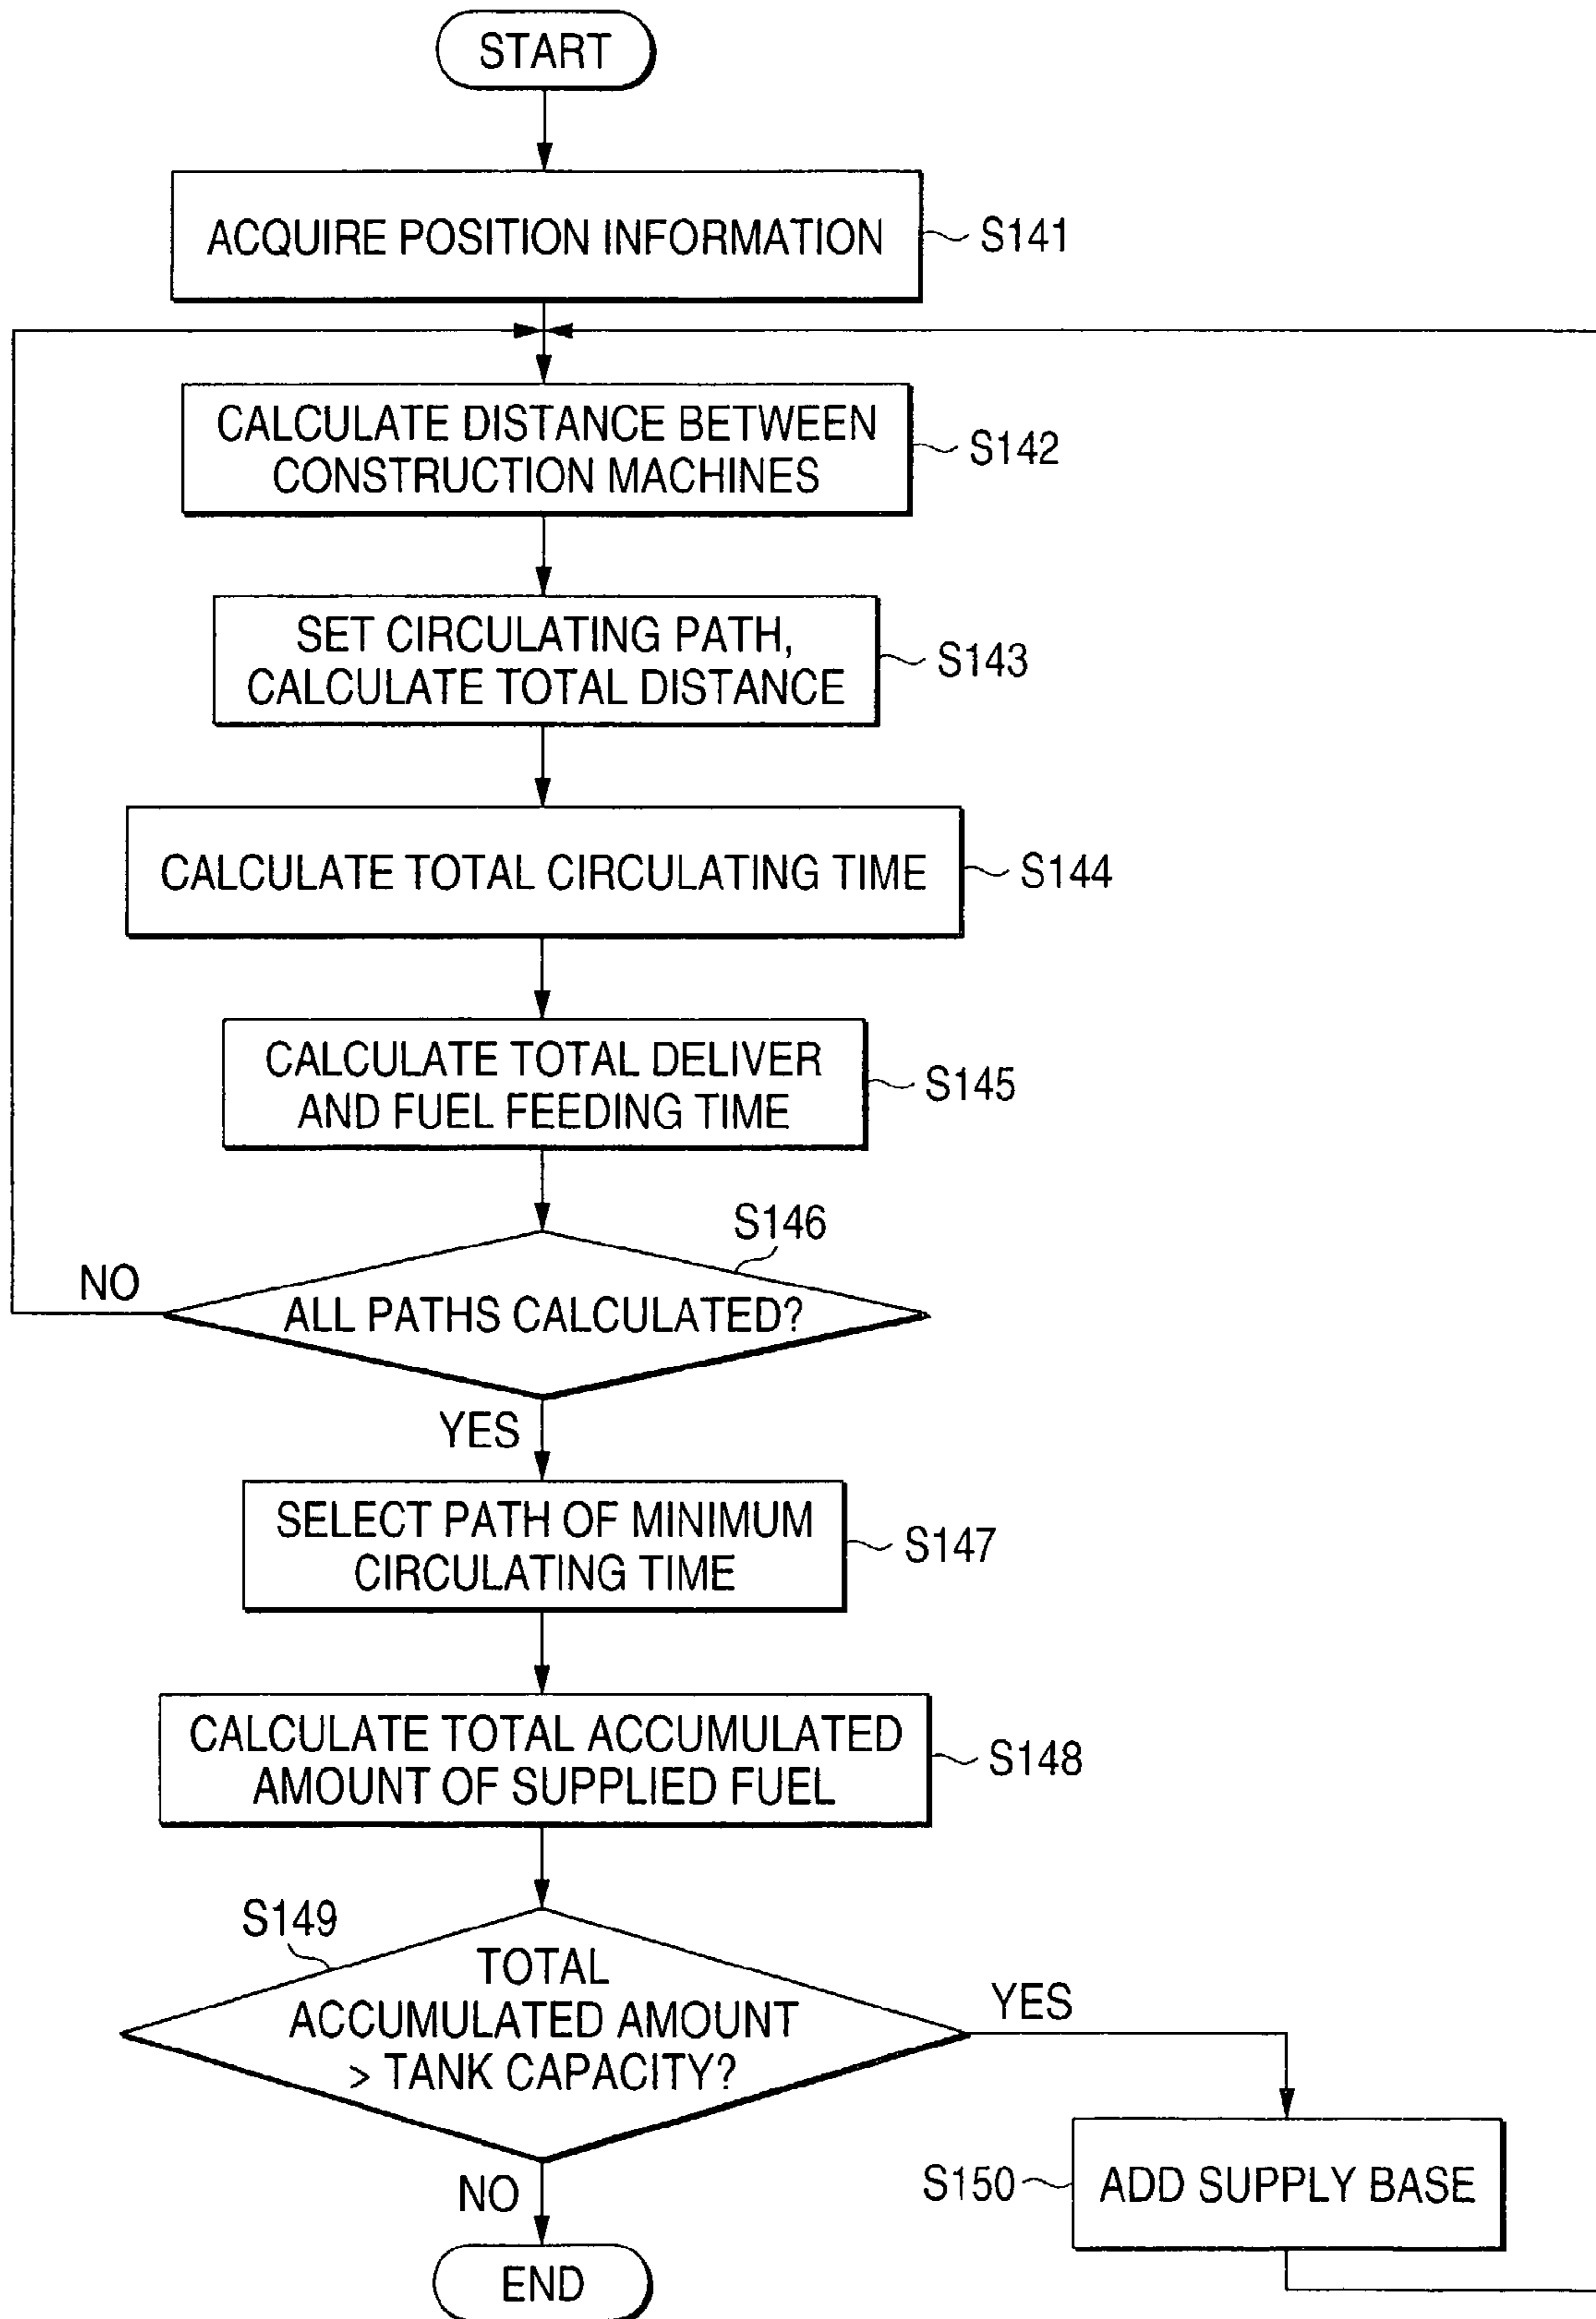 START
ACQUIRE POSITION INFORMATION
S141
CALCULATE DISTANCE BETWEEN
CONSTRUCTION MACHINES
S142
SET CIRCULATING PATH,
CALCULATE TOTAL DISTANCE
S143
CALCULATE TOTAL CIRCULATING TIME
S144
CALCULATE TOTAL DELIVER
AND FUEL FEEDING TIME
S145
S146
NO
ALL PATHS CALCULATED?
YES
SELECT PATH OF MINIMUM
CIRCULATING TIME
S147
CALCULATE TOTAL ACCUMULATED
AMOUNT OF SUPPLIED FUEL
S148
S149
TOTAL
ACCUMULATED AMOUNT
> TANK CAPACITY?
YES
NO
S150
ADD SUPPLY BASE
END